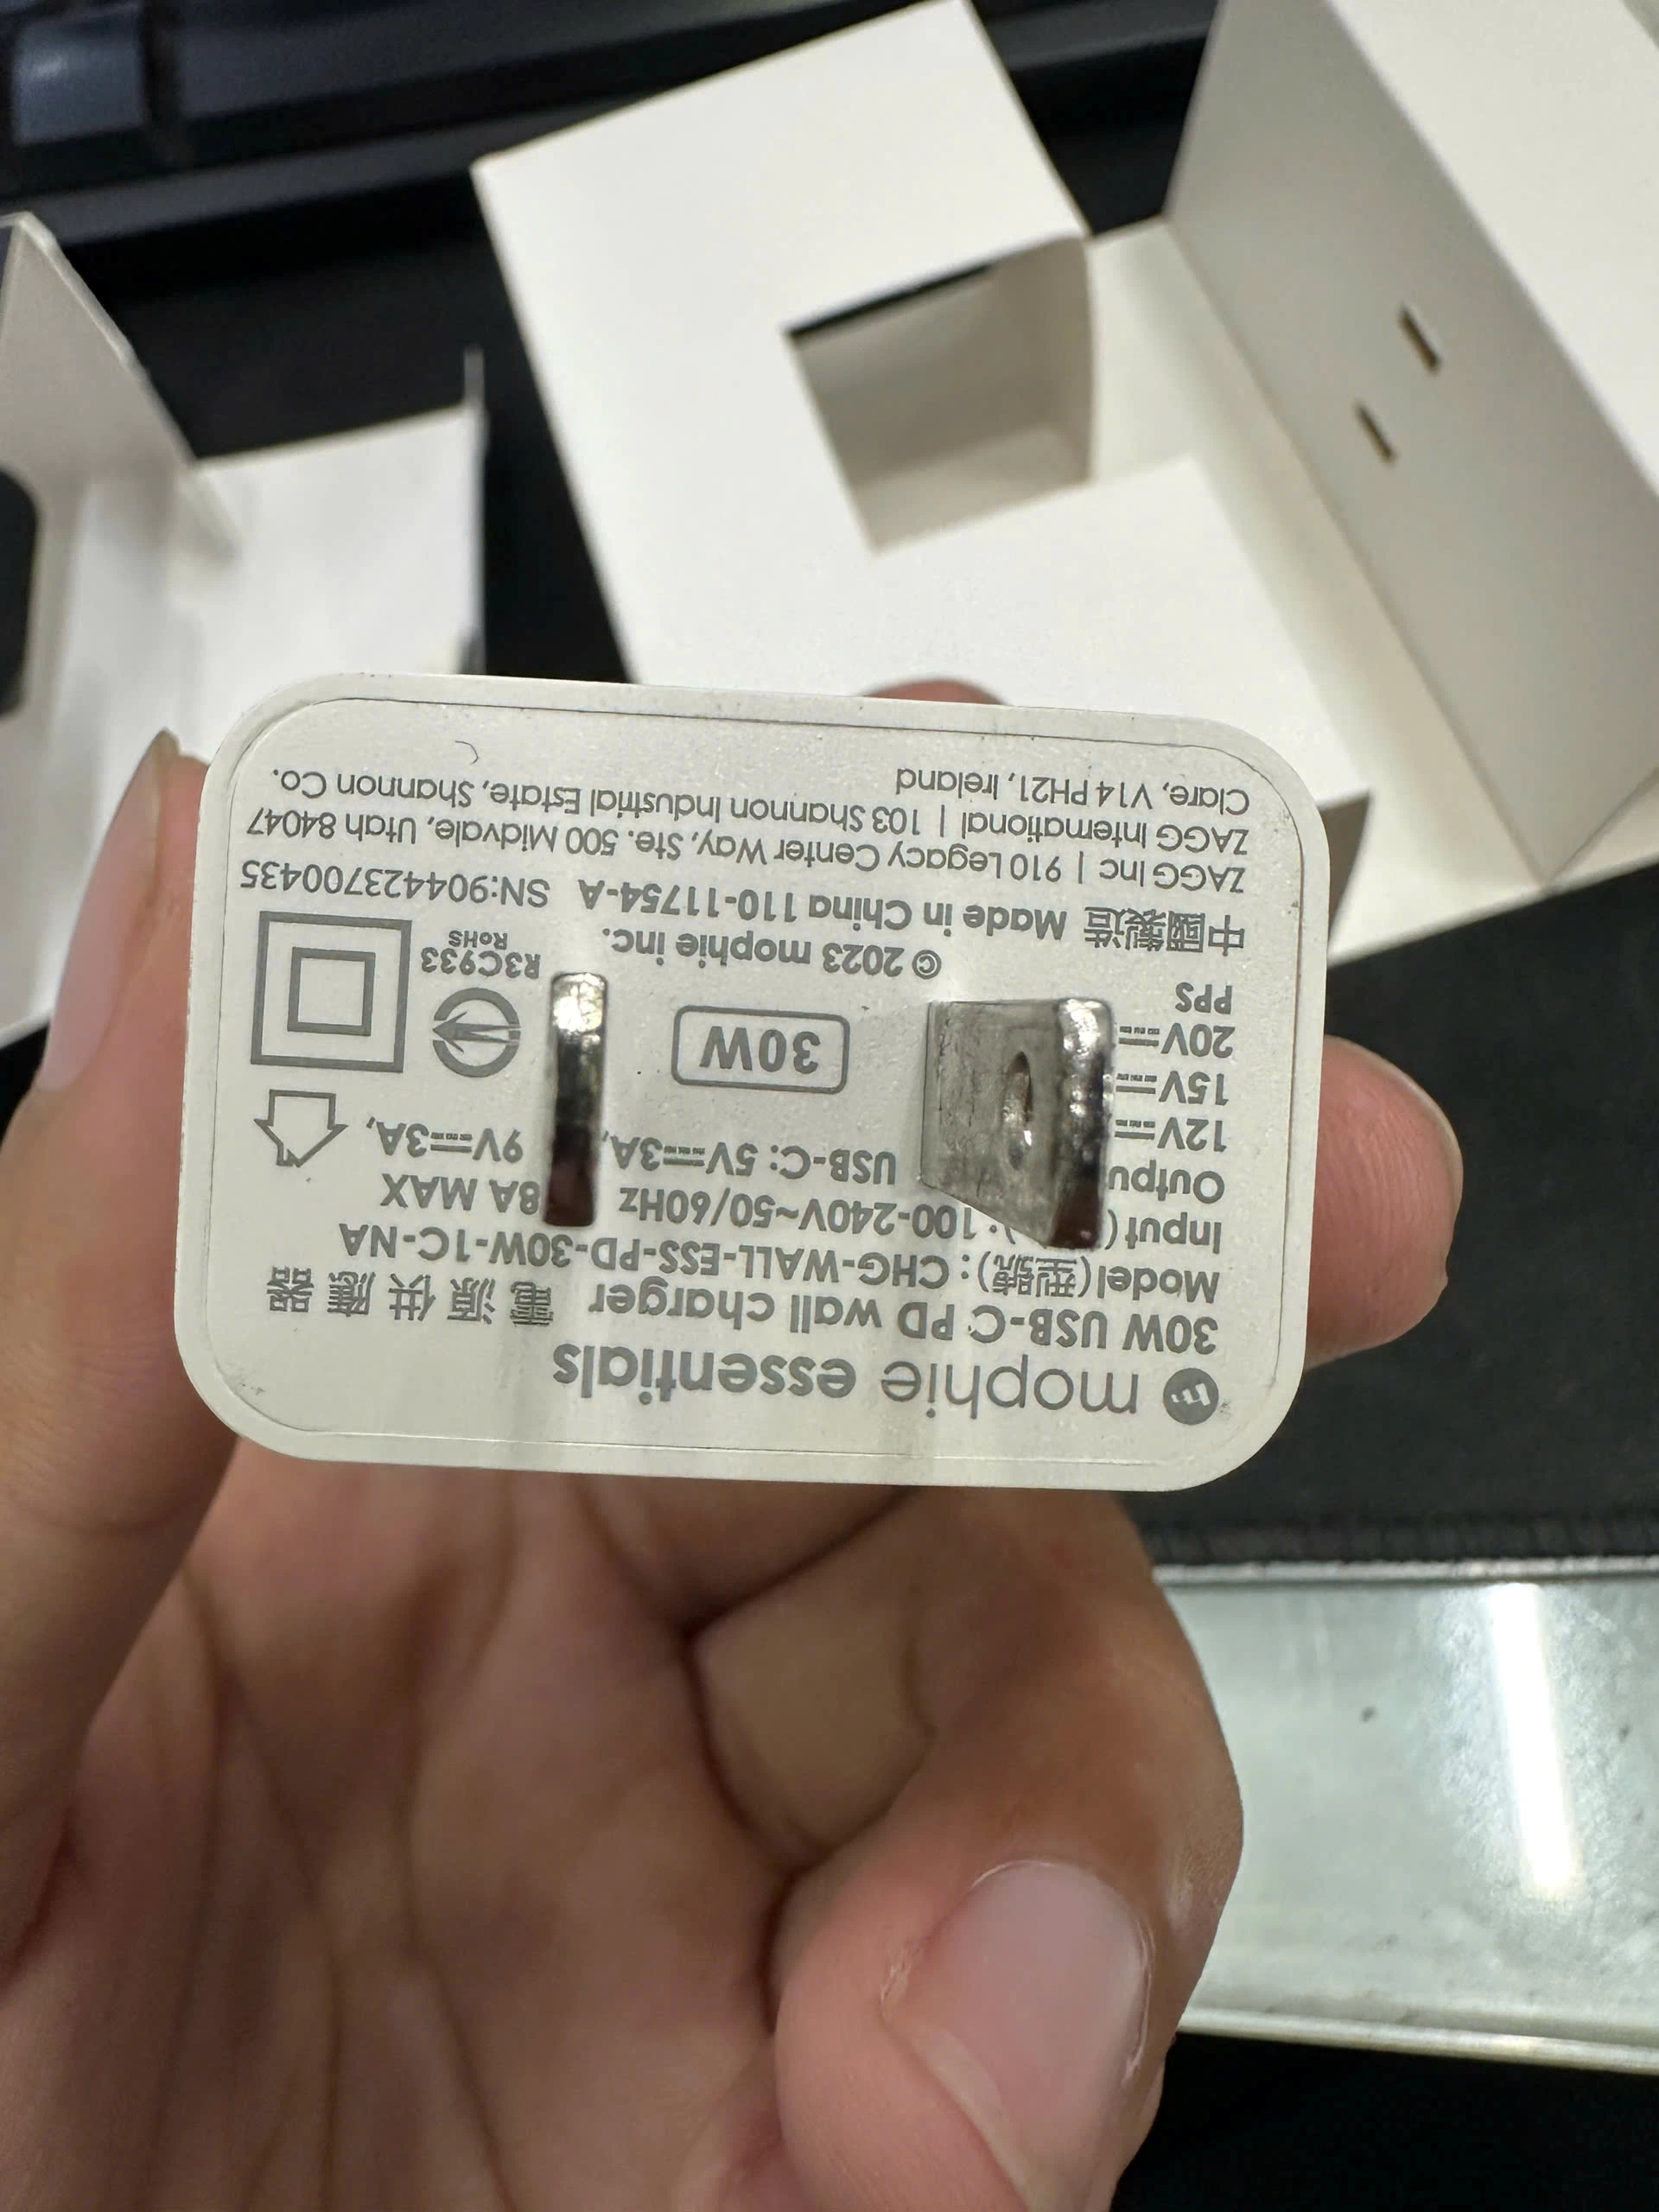 mophie essentials
30W USB-C PD wall charger 電源供應器
Model(型號): CHG-WALL-ESS-PD-30W-1C-NA
Input( ): 100-240V~50/60Hz 8A MAX
Outpu USB-C: 5V⎓3A, 9V⎓3A,
12V⎓
15V⎓
20V⎓
PPS
30W
R3C933
RoHS
© 2023 mophie inc.
中國製造 Made in China 110-11754-A SN:904423700435
ZAGG Inc | 910 Legacy Center Way, Ste. 500 Midvale, Utah 84047
ZAGG International | 103 Shannon Industrial Estate, Shannon Co.
Clare, V14 PH21, Ireland